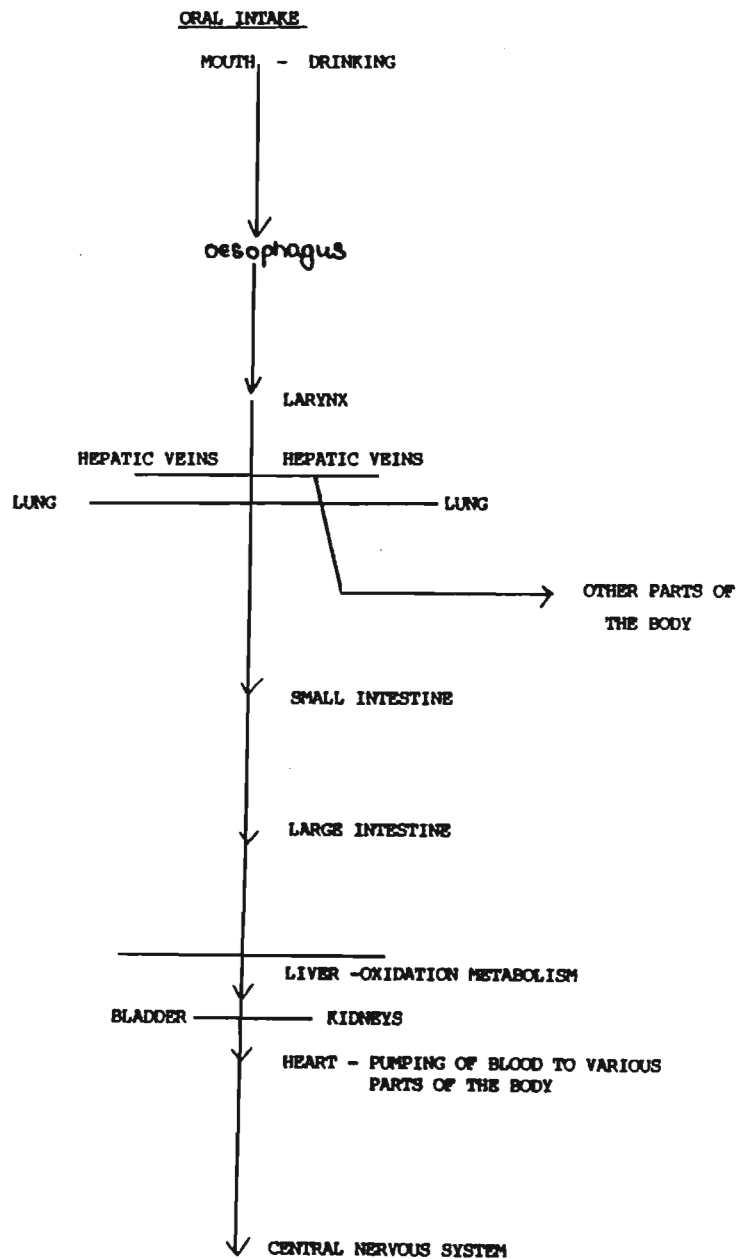 ORAL INTAKE
MOUTH - DRINKING
oesophagus
LARYNX
HEPATIC VEINS HEPATIC VEINS
LUNG LUNG
OTHER PARTS OF
THE BODY
SMALL INTESTINE
LARGE INTESTINE
LIVER -OXIDATION METABOLISM
BLADDER KIDNEYS
HEART - PUMPING OF BLOOD TO VARIOUS
PARTS OF THE BODY
CENTRAL NERVOUS SYSTEM